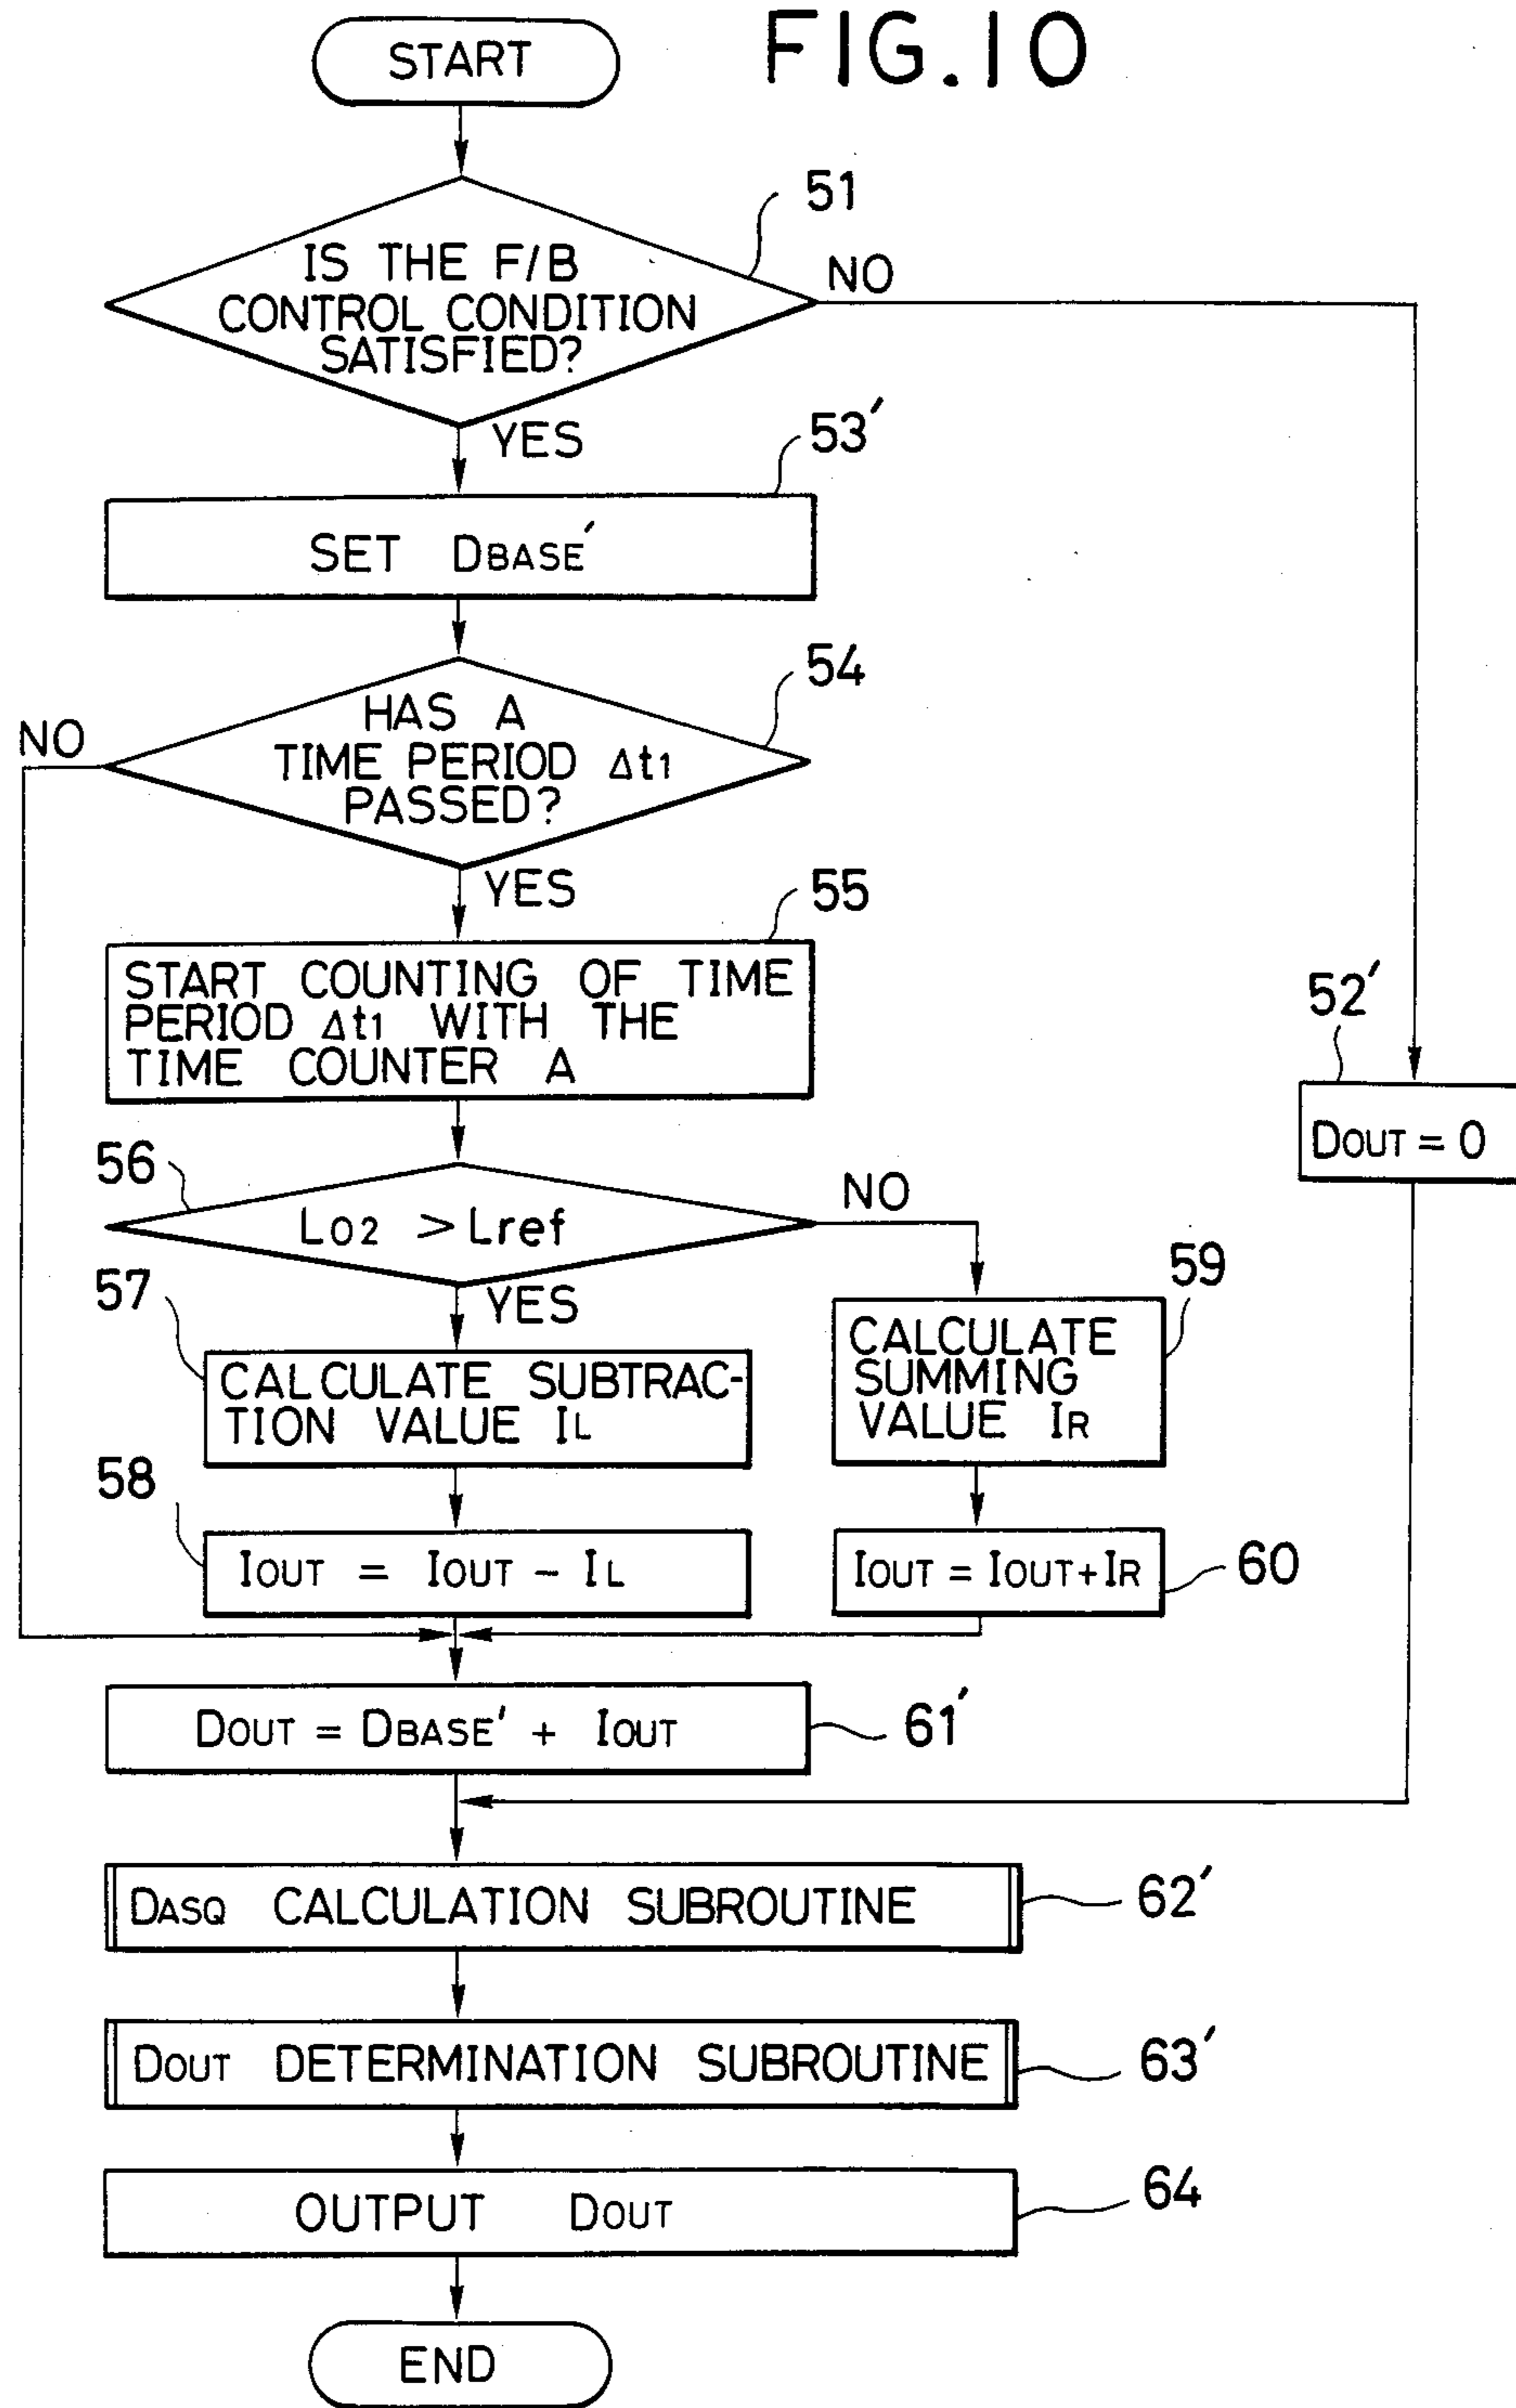 FIG.10
START
51
IS THE F/B
CONTROL CONDITION
SATISFIED?
NO
YES
53'
SET DBASE'
54
HAS A
TIME PERIOD Δt1
PASSED?
NO
YES
55
START COUNTING OF TIME
PERIOD Δt1 WITH THE
TIME COUNTER A
52'
DOUT = 0
56
LO2 > Lref
NO
YES
57
CALCULATE SUBTRAC-
TION VALUE IL
59
CALCULATE
SUMMING
VALUE IR
58
IOUT = IOUT - IL
IOUT = IOUT+IR
60
DOUT = DBASE' + IOUT
61'
DASQ CALCULATION SUBROUTINE
62'
DOUT DETERMINATION SUBROUTINE
63'
OUTPUT DOUT
64
END